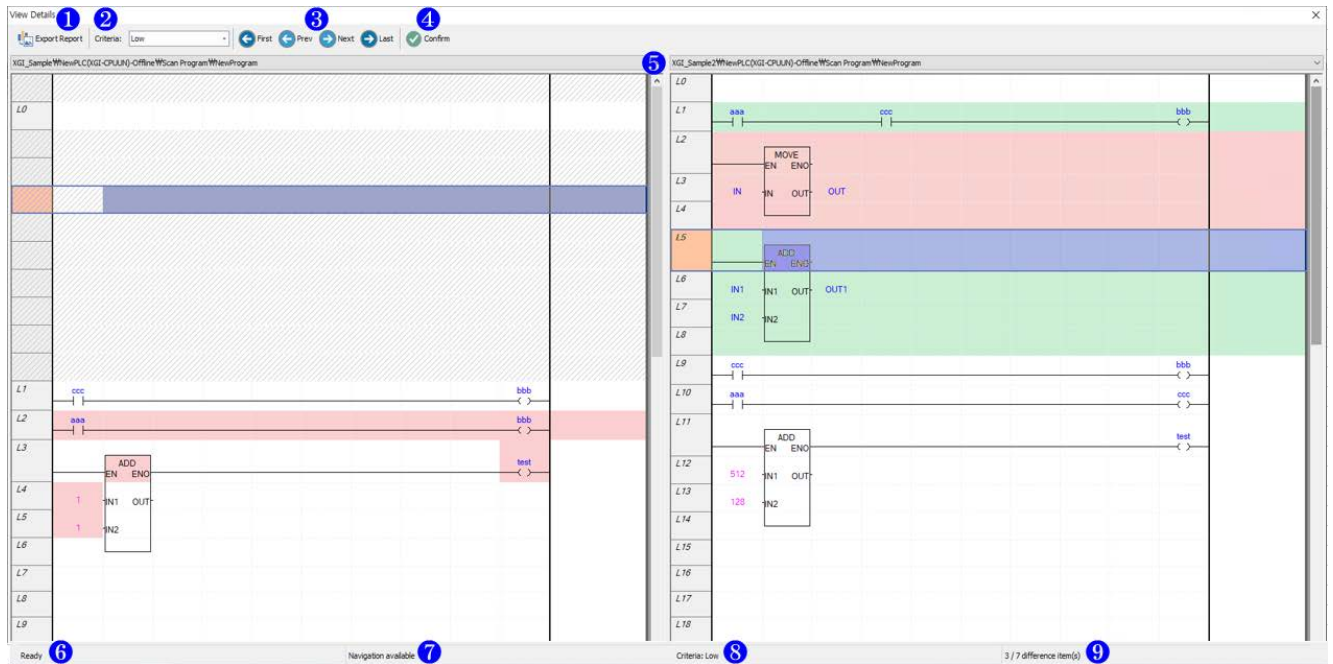 View Details
1 2 3 4
Export Report Criteria: Low First Prev Next Last Confirm
XGI_Sample₩NewPLC(XGI-CPUUN)-Offline₩Scan Program₩NewProgram
5
XGI_Sample2₩NewPLC(XGI-CPUUN)-Offline₩Scan Program₩NewProgram
L0
L1
ccc bbb
L2
aaa bbb
L3
ADD test
EN ENO
L4
1 IN1 OUT
L5
1 IN2
L6
L7
L8
L9
L0
L1
aaa ccc bbb
L2
MOVE
EN ENO
L3
IN IN OUT OUT
L4
L5
ADD
EN ENO
L6
IN1 IN1 OUT OUT1
L7
IN2 IN2
L8
L9
ccc bbb
L10
aaa ccc
L11
ADD test
EN ENO
L12
512 IN1 OUT
L13
128 IN2
L14
L15
L16
L17
L18
Ready 6 Navigation available 7 Criteria: Low 8 3 / 7 difference item(s) 9